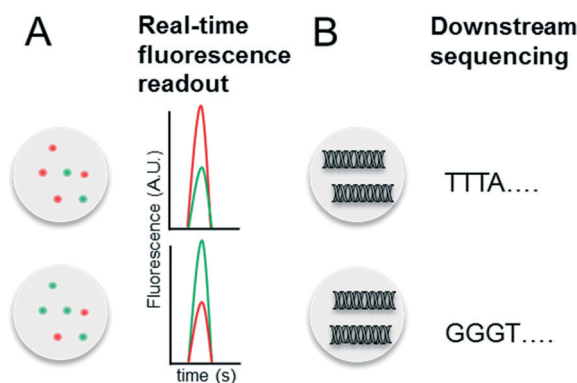 A
Real-time
fluorescence
readout
B
Downstream
sequencing
Fluorescence (A.U.)
time (s)
TTTA....
GGGT....